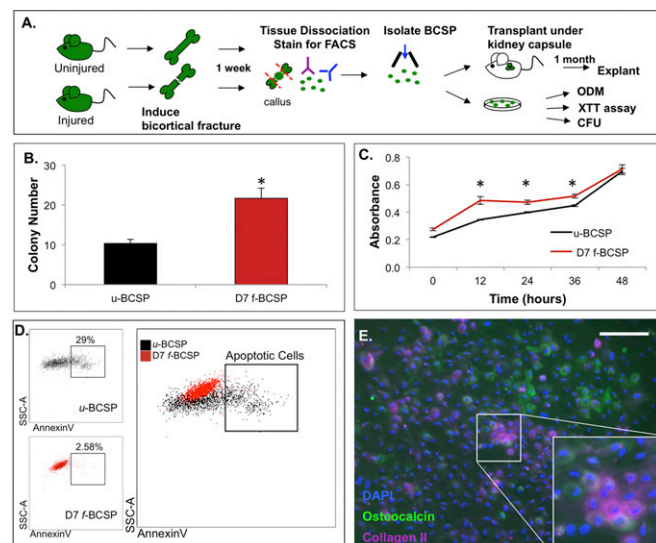 A.
Uninjured
Injured
Induce
bicortical fracture
1 week
Tissue Dissociation
Stain for FACS
callus
Isolate BCSP
Transplant under
kidney capsule
1 month
Explant
ODM
XTT assay
CFU
B.
Colony Number
30
20
10
0
*
u-BCSP
D7 f-BCSP
C.
Absorbance
0.8
0.6
0.4
0.2
0.0
* * *
u-BCSP
D7 f-BCSP
0 12 24 36 48
Time (hours)
D.
29%
SSC-A
u-BCSP
AnnexinV
2.58%
SSC-A
D7 f-BCSP
AnnexinV
u-BCSP
D7 f-BCSP
Apoptotic Cells
SSC-A
AnnexinV
E.
DAPI
Osteocalcin
Collagen II